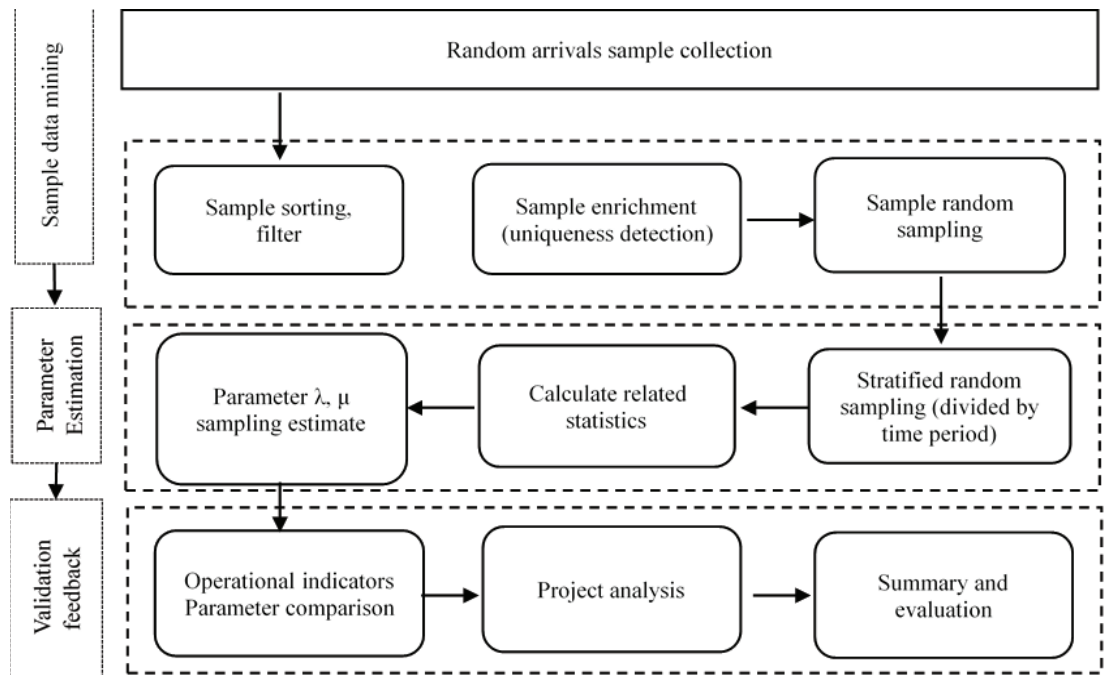 Sample data mining
Random arrivals sample collection
Sample sorting,
filter
Sample enrichment
(uniqueness detection)
Sample random
sampling
Parameter
Estimation
Parameter λ, μ
sampling estimate
Calculate related
statistics
Stratified random
sampling (divided by
time period)
Validation
feedback
Operational indicators
Parameter comparison
Project analysis
Summary and
evaluation